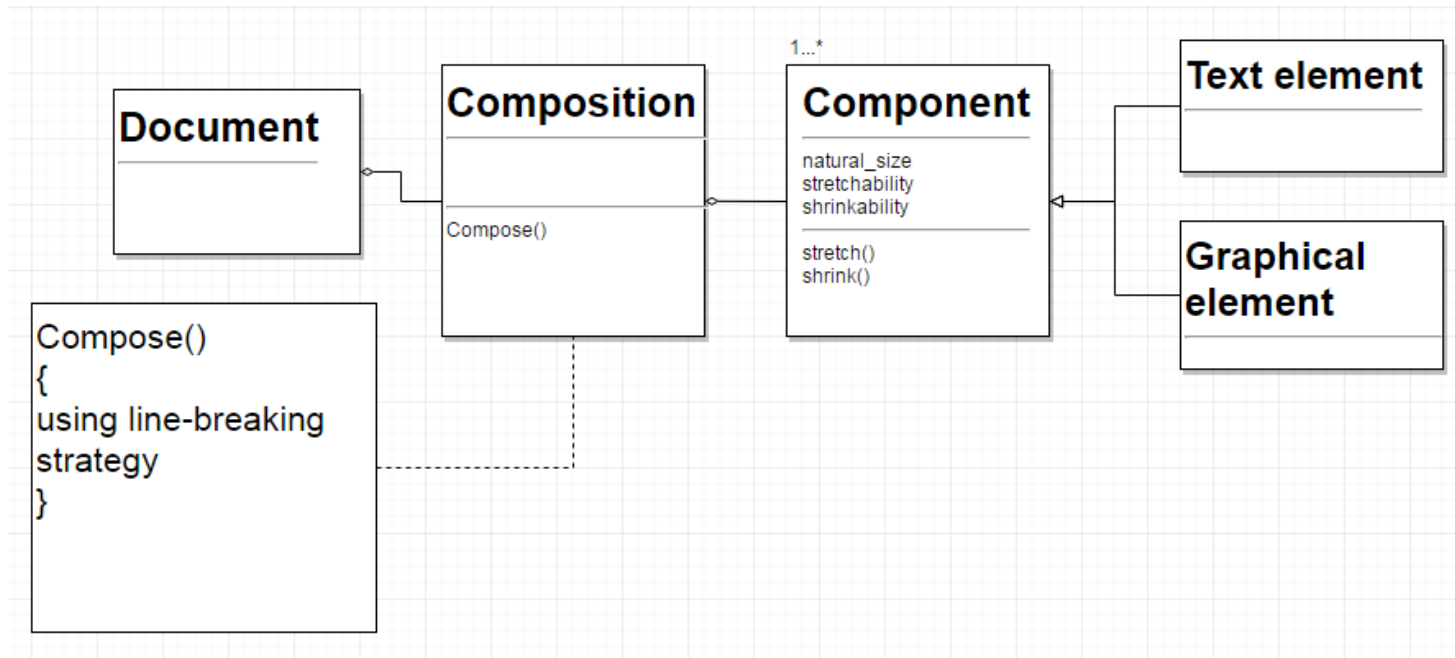 Document
Composition
Compose()
1...*
Component
natural_size
stretchability
shrinkability
stretch()
shrink()
Text element
Graphical
element
Compose()
{
using line-breaking
strategy
}